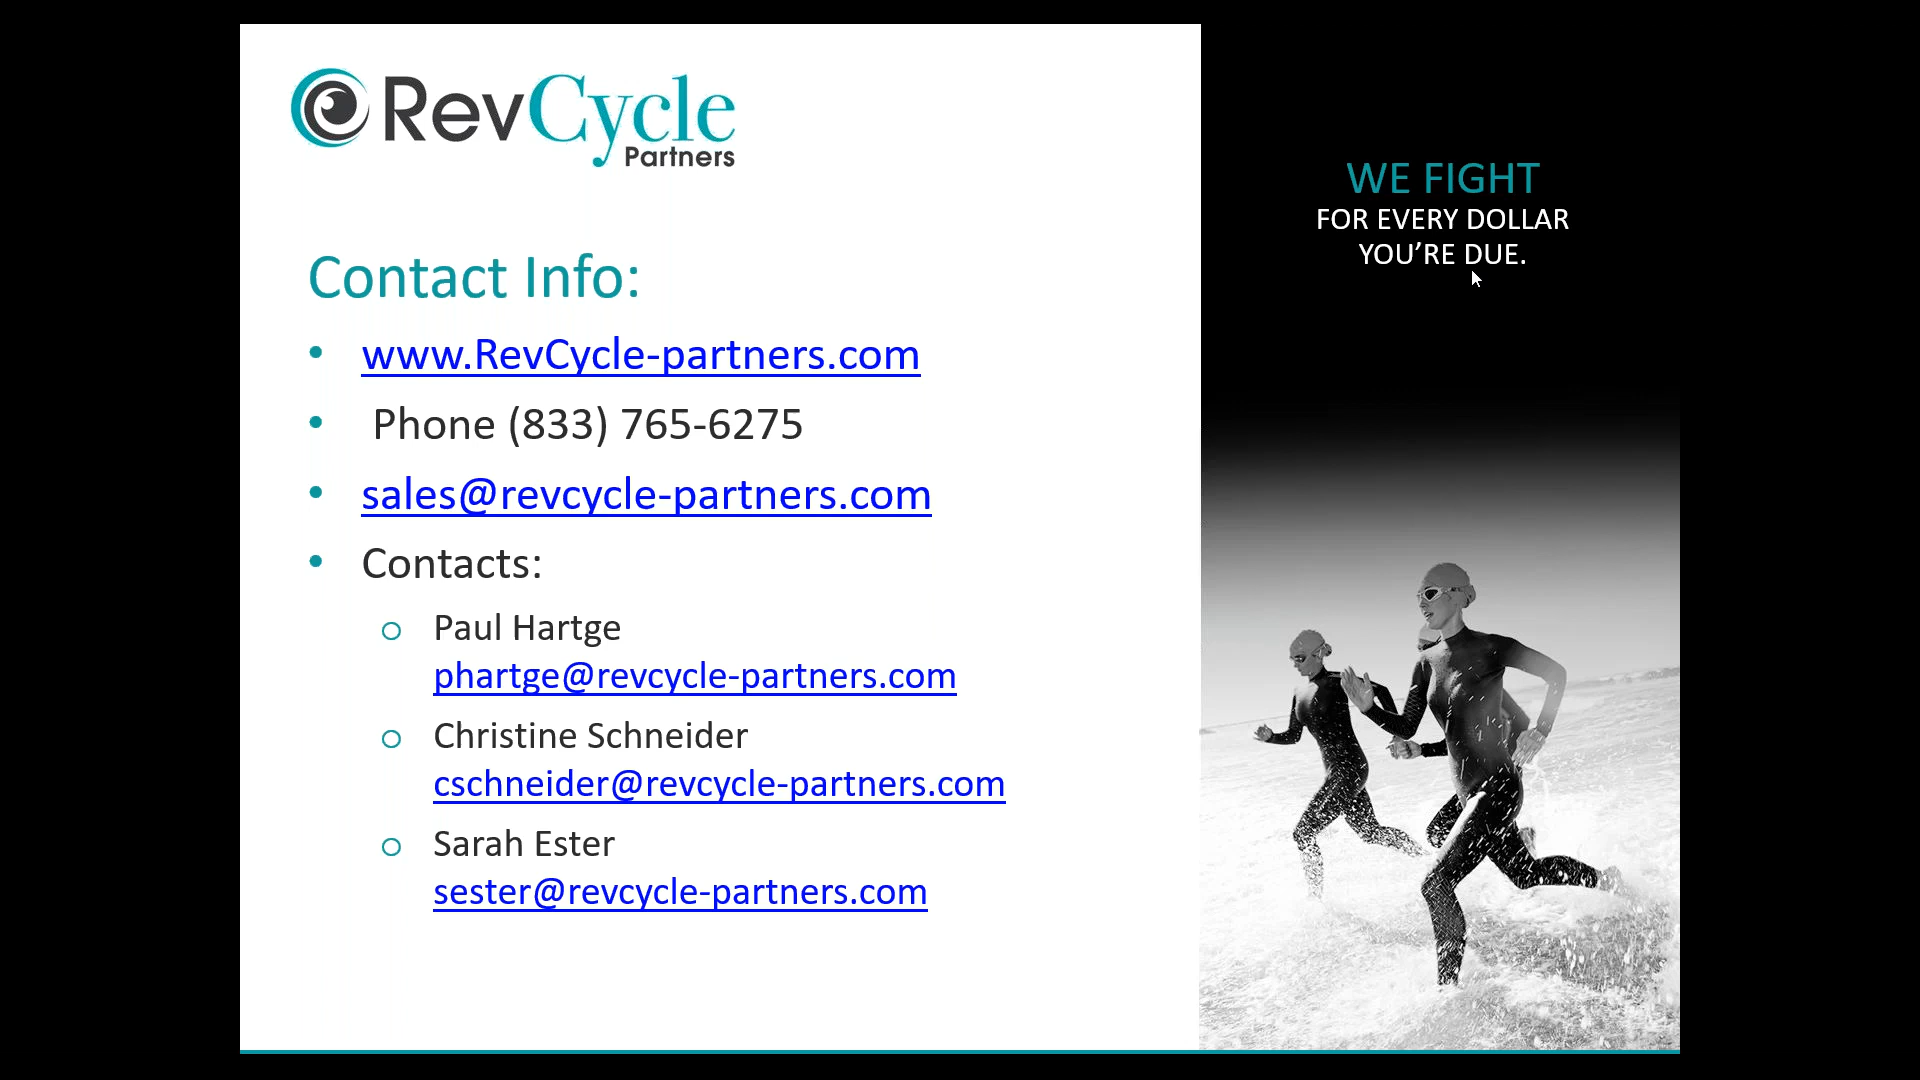 RevCycle
Partners
WE FIGHT
FOR EVERY DOLLAR
YOU’RE DUE.
Contact Info:
• www.RevCycle-partners.com
• Phone (833) 765-6275
• sales@revcycle-partners.com
• Contacts:
o Paul Hartge
phartge@revcycle-partners.com
o Christine Schneider
cschneider@revcycle-partners.com
o Sarah Ester
sester@revcycle-partners.com